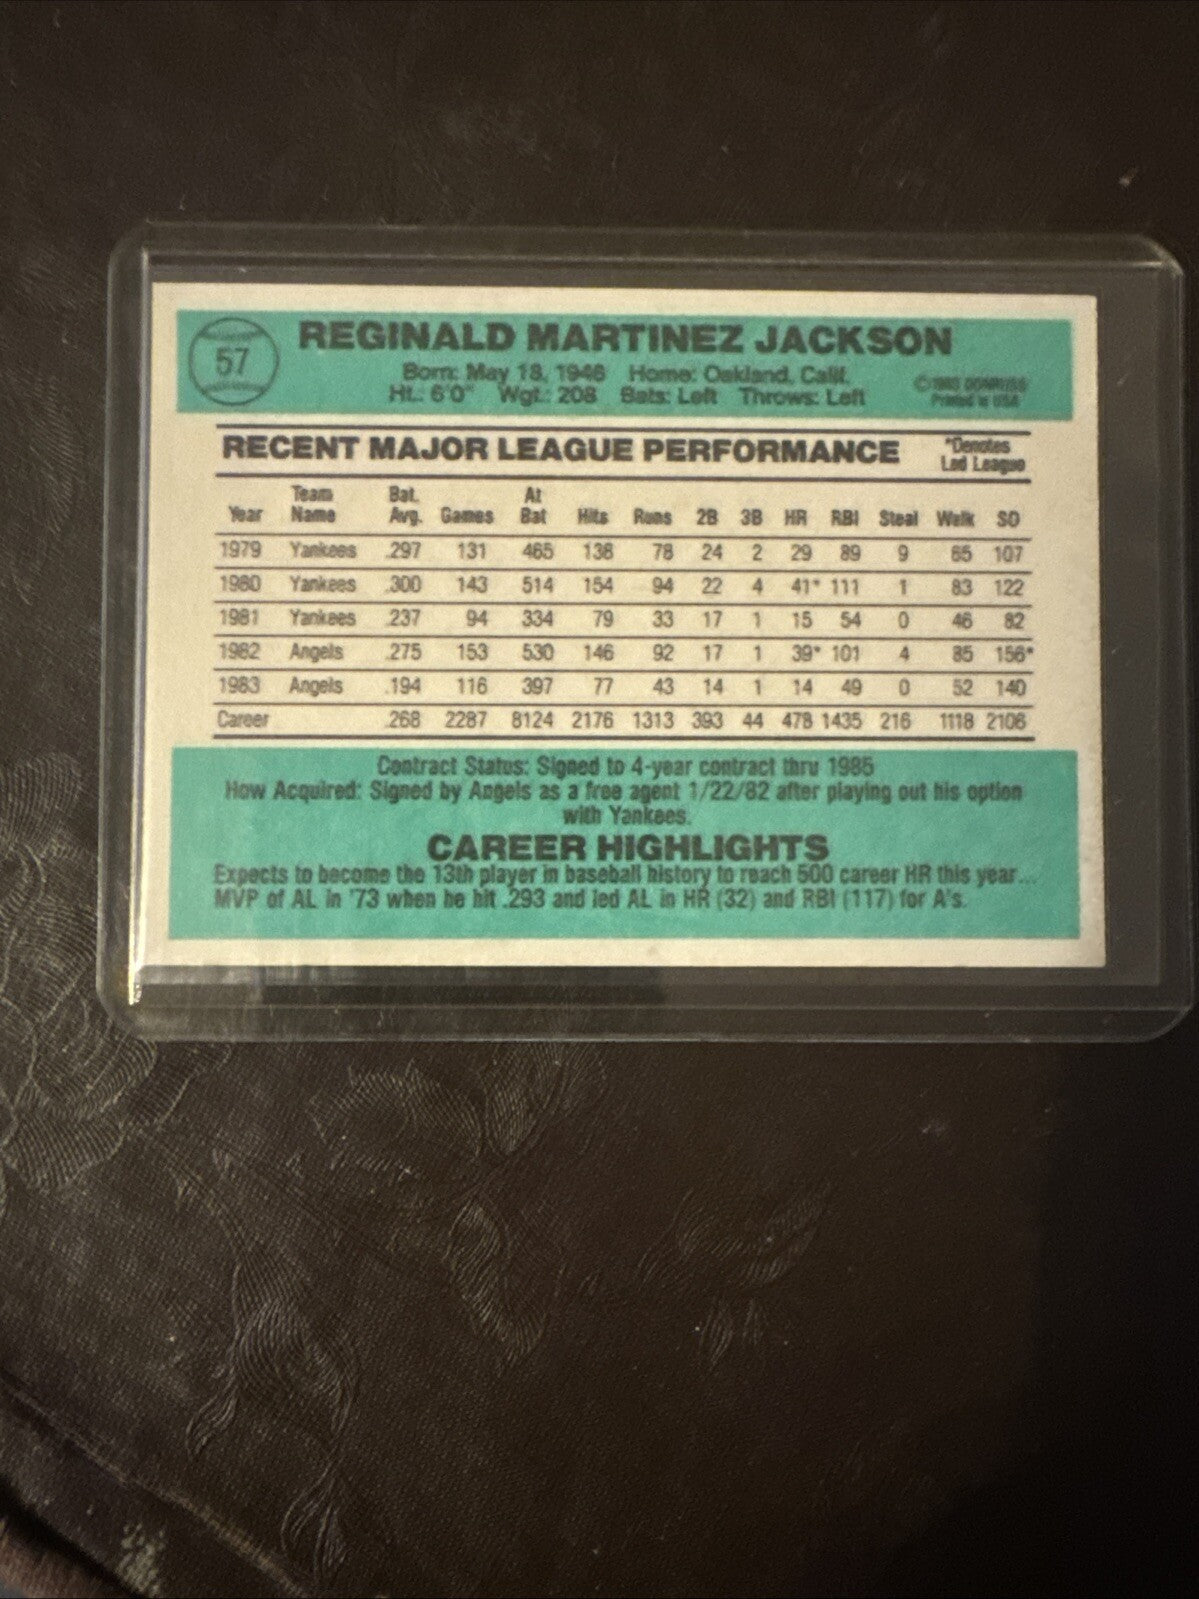 57
REGINALD MARTINEZ JACKSON
Born: May 18, 1946 Home: Oakland, Calif.
Ht.: 6'0" Wgt.: 208 Bats: Left Throws: Left
©1983 DONRUSS
Printed in USA
RECENT MAJOR LEAGUE PERFORMANCE
*Denotes
Led League
Year Team Name Bat. Avg. Games At Bat Hits Runs 2B 3B HR RBI Steal Walk SO
1979 Yankees .297 131 465 138 78 24 2 29 89 9 65 107
1980 Yankees .300 143 514 154 94 22 4 41* 111 1 83 122
1981 Yankees .237 94 334 79 33 17 1 15 54 0 46 82
1982 Angels .275 153 530 146 92 17 1 39* 101 4 85 156*
1983 Angels .194 116 397 77 43 14 1 14 49 0 52 140
Career .268 2287 8124 2176 1313 393 44 478 1435 216 1118 2106
Contract Status: Signed to 4-year contract thru 1985
How Acquired: Signed by Angels as a free agent 1/22/82 after playing out his option
with Yankees.
CAREER HIGHLIGHTS
Expects to become the 13th player in baseball history to reach 500 career HR this year...
MVP of AL in '73 when he hit .293 and led AL in HR (32) and RBI (117) for A's.